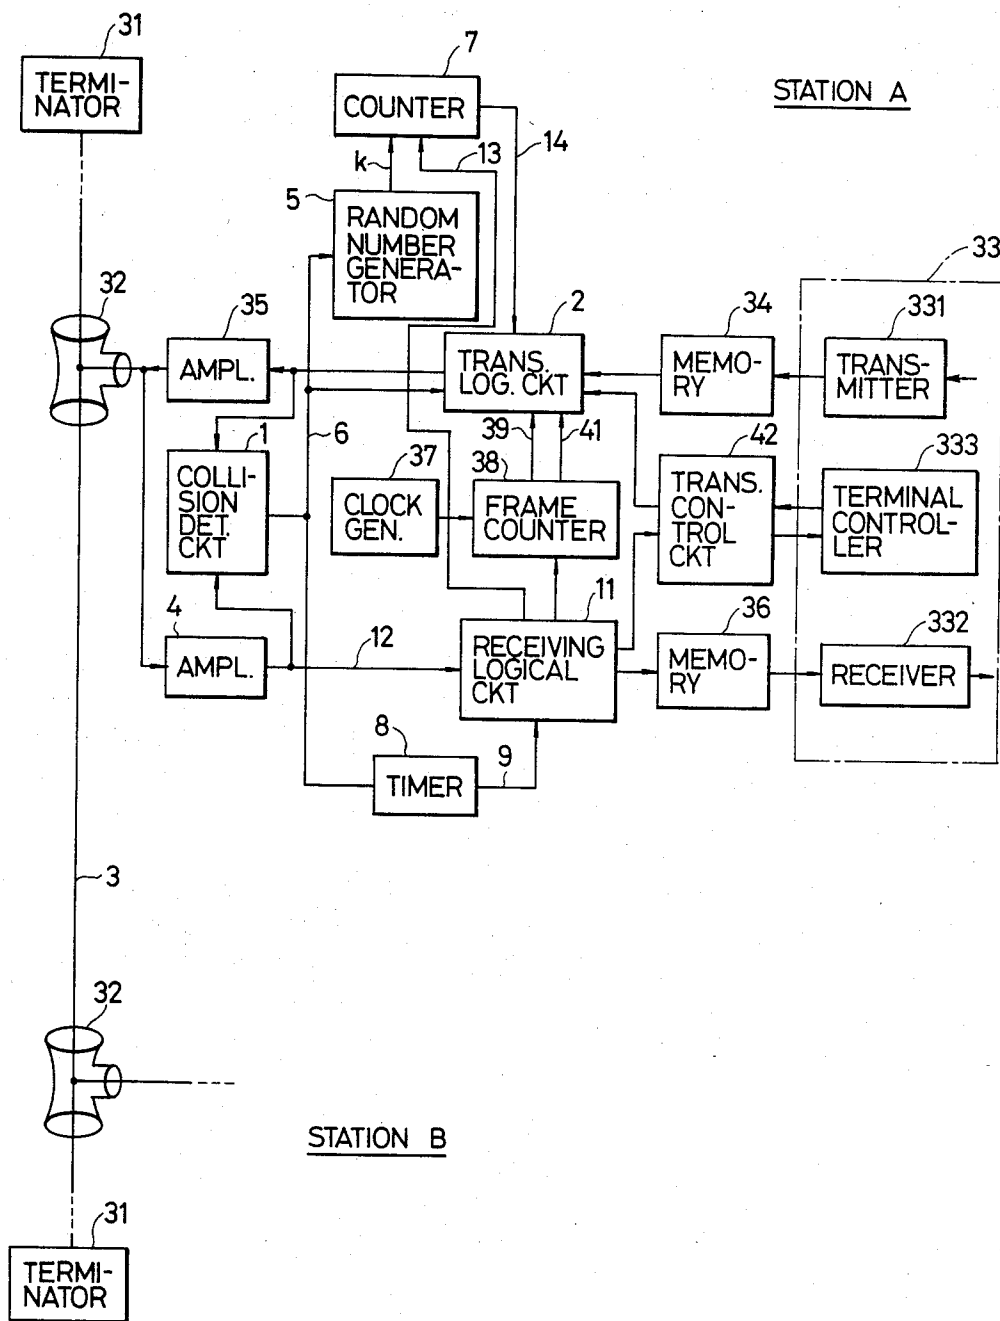 31
TERMI-
NATOR
7
COUNTER
STATION A
k
13
14
5
RANDOM
NUMBER
GENERA-
TOR
33
32
35
AMPL.
2
TRANS.
LOG. CKT
34
MEMO-
RY
331
TRANS-
MITTER
1
COLLI-
SION
DET.
CKT
6
37
CLOCK
GEN.
39
41
38
FRAME
COUNTER
42
TRANS.
CON-
TROL
CKT
333
TERMINAL
CONTROL-
LER
4
AMPL.
12
11
RECEIVING
LOGICAL
CKT
36
MEMO-
RY
332
RECEIVER
8
TIMER
9
3
32
STATION B
31
TERMI-
NATOR